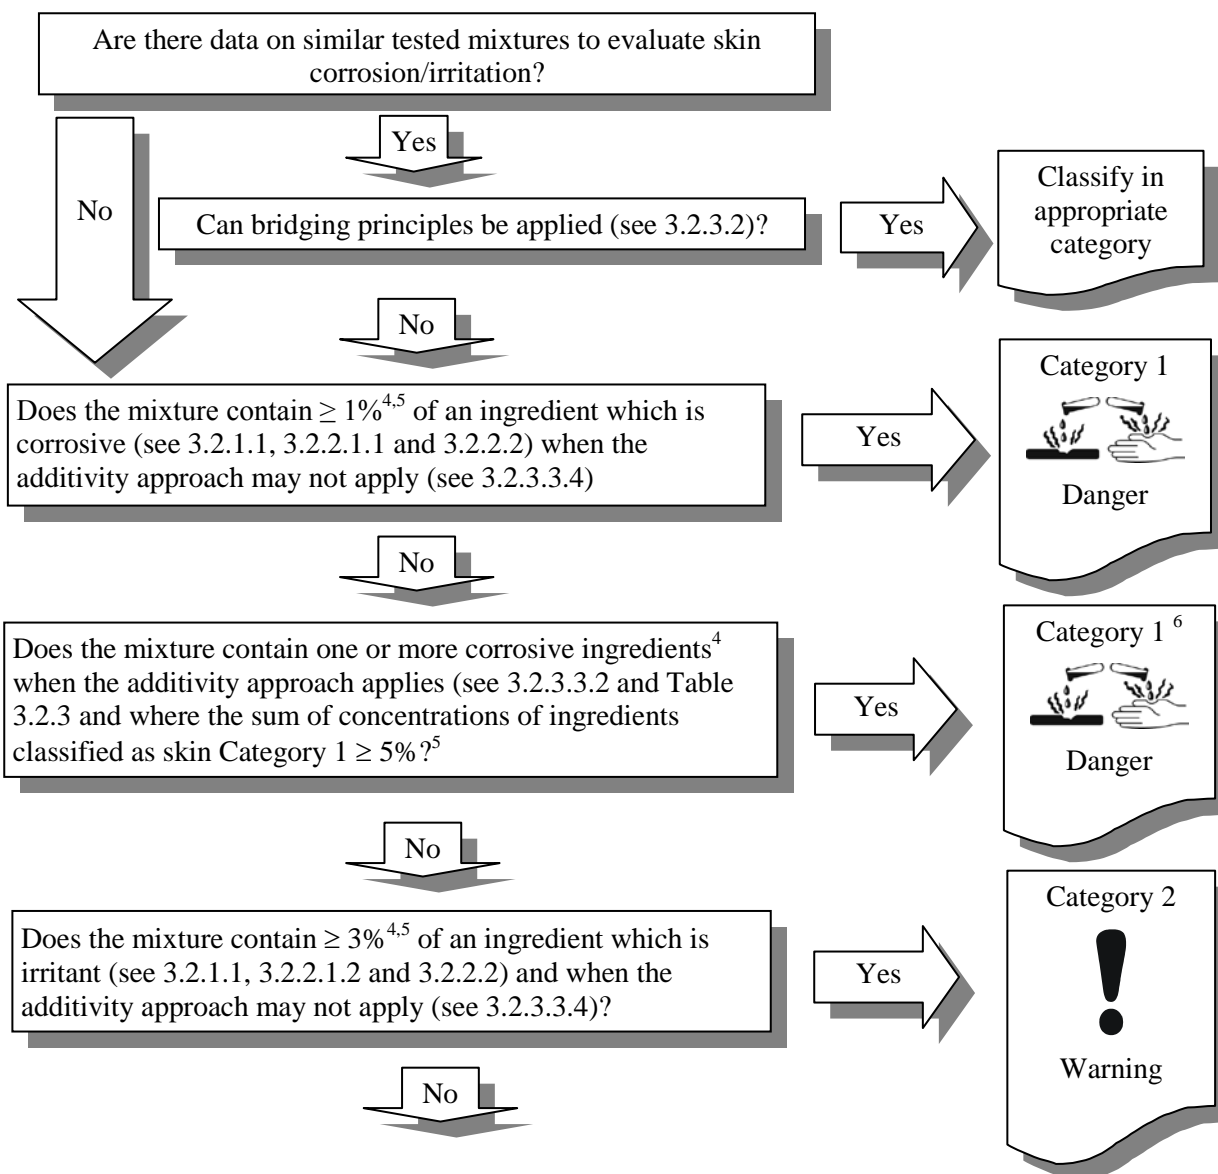 Are there data on similar tested mixtures to evaluate skin
corrosion/irritation?
Yes
No
Can bridging principles be applied (see 3.2.3.2)?
Yes
Classify in
appropriate
category
No
Does the mixture contain ≥ 1%⁴,⁵ of an ingredient which is
corrosive (see 3.2.1.1, 3.2.2.1.1 and 3.2.2.2) when the
additivity approach may not apply (see 3.2.3.3.4)
Yes
Category 1
Danger
No
Does the mixture contain one or more corrosive ingredients⁴
when the additivity approach applies (see 3.2.3.3.2 and Table
3.2.3 and where the sum of concentrations of ingredients
classified as skin Category 1 ≥ 5%?⁵
Yes
Category 1 ⁶
Danger
No
Does the mixture contain ≥ 3%⁴,⁵ of an ingredient which is
irritant (see 3.2.1.1, 3.2.2.1.2 and 3.2.2.2) and when the
additivity approach may not apply (see 3.2.3.3.4)?
Yes
Category 2
Warning
No